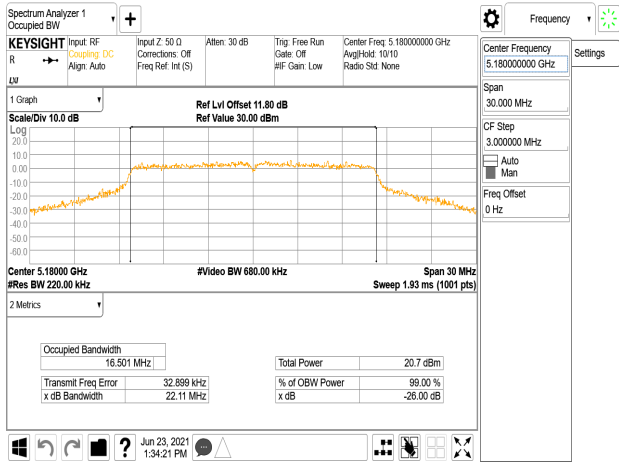 Spectrum Analyzer 1
Occupied BW
KEYSIGHT
R
Input: RF
Coupling: DC
Align: Auto
Input Z: 50 Ω
Corrections: Off
Freq Ref: Int (S)
Atten: 30 dB
Trig: Free Run
Gate: Off
#IF Gain: Low
Center Freq: 5.180000000 GHz
Avg|Hold: 10/10
Radio Std: None
1 Graph
Scale/Div 10.0 dB
Ref Lvl Offset 11.80 dB
Ref Value 30.00 dBm
Log
20.0
10.0
0.00
-10.0
-20.0
-30.0
-40.0
-50.0
-60.0
Center 5.18000 GHz
#Video BW 680.00 kHz
Span 30 MHz
#Res BW 220.00 kHz
Sweep 1.93 ms (1001 pts)
2 Metrics
Occupied Bandwidth
16.501 MHz
Total Power 20.7 dBm
Transmit Freq Error 32.899 kHz
% of OBW Power 99.00 %
x dB Bandwidth 22.11 MHz
x dB -26.00 dB
Jun 23, 2021
1:34:21 PM
?
Frequency
Center Frequency
5.180000000 GHz
Settings
Span
30.000 MHz
CF Step
3.000000 MHz
Auto
Man
Freq Offset
0 Hz